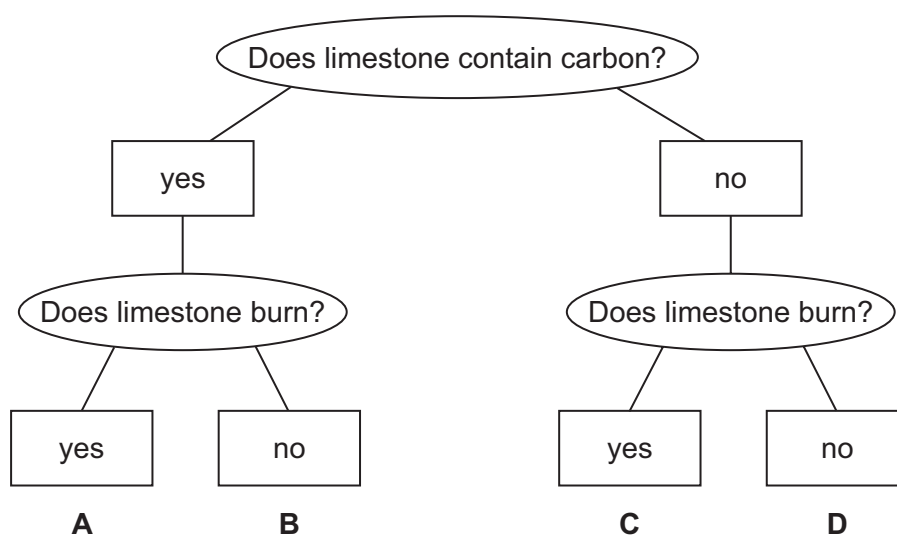 Does limestone contain carbon?
yes
no
Does limestone burn?
Does limestone burn?
yes
no
yes
no
A
B
C
D